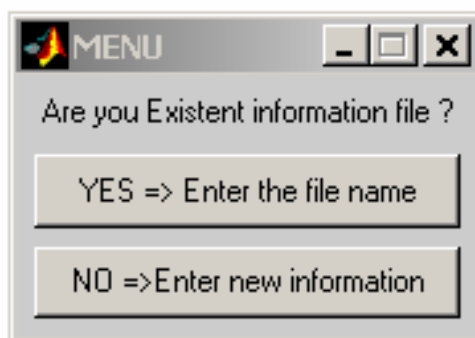 MENU
Are you Existent information file ?
YES => Enter the file name
NO =>Enter new information